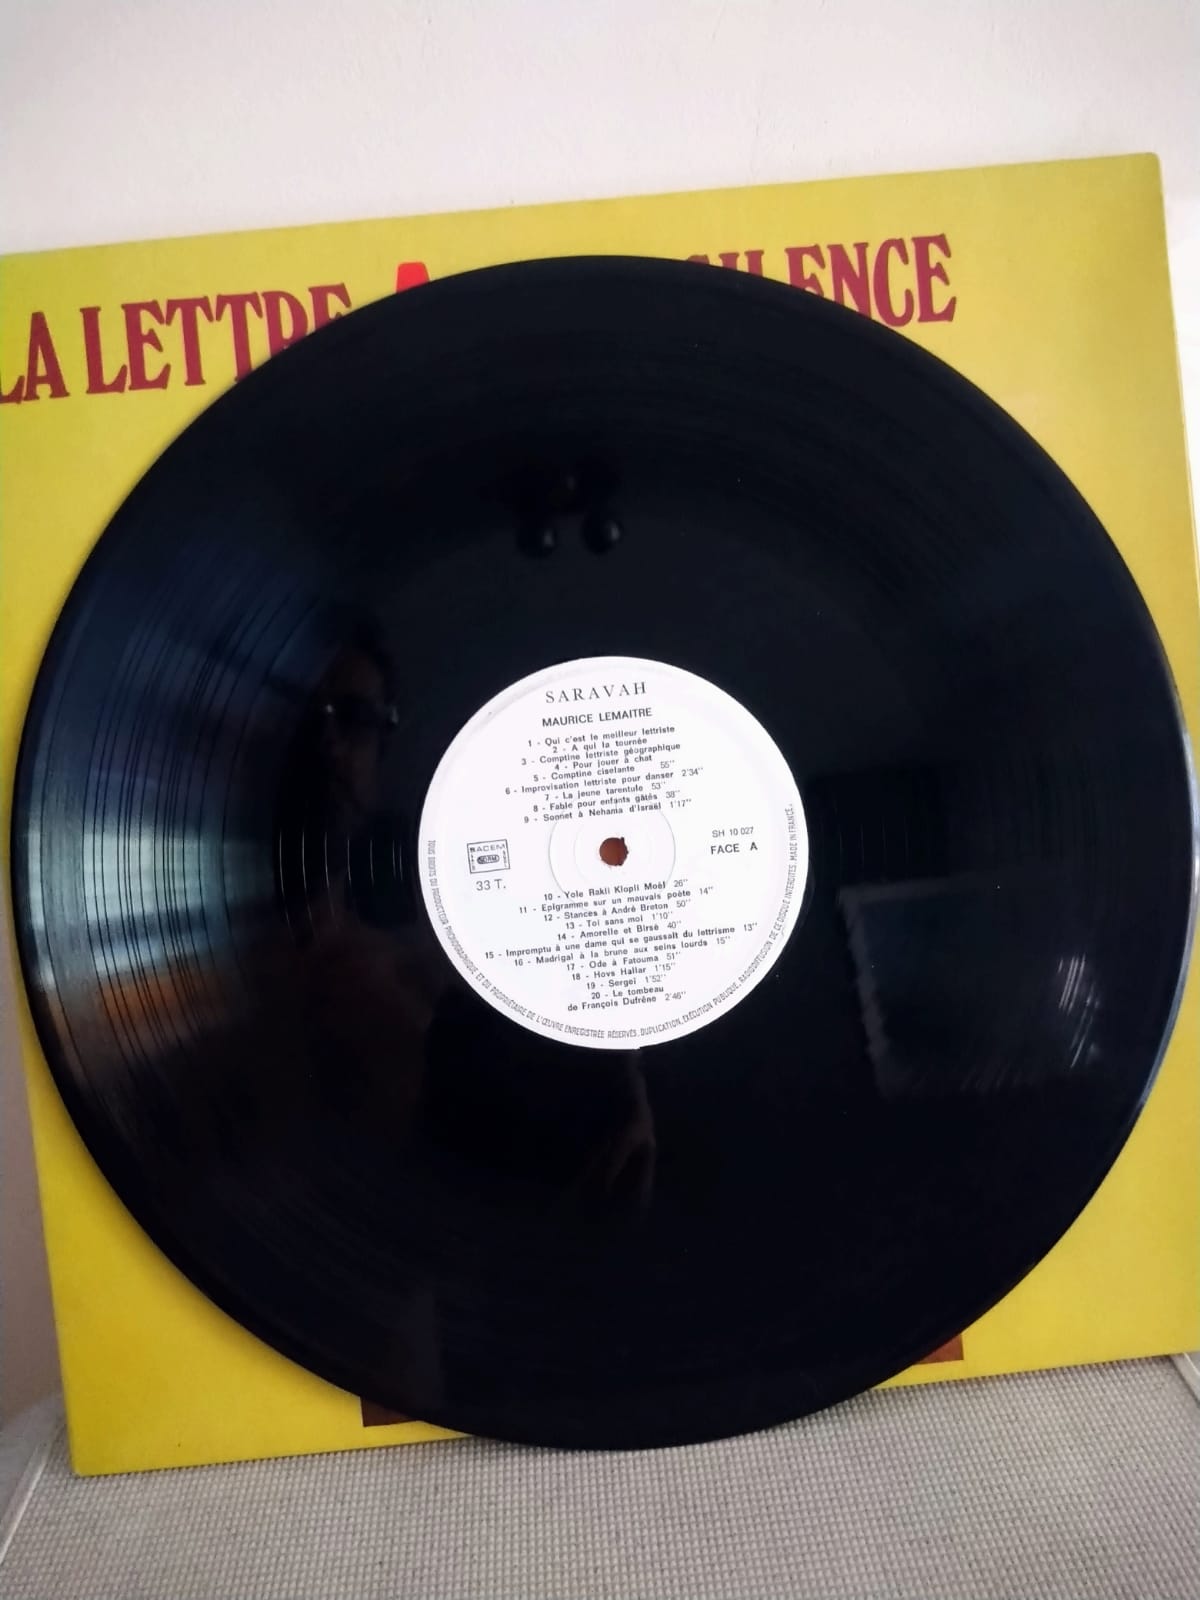 LA LETTRE
ENCE
SARAVAH
MAURICE LEMAITRE
1 - Qui c'est le meilleur lettriste
2 - A qui la tournée
3 - Comptine lettriste géographique
4 - Pour jouer à chat
5 - Comptine ciselante 55''
6 - Improvisation lettriste pour danser 2'34''
7 - La jeune tarentule 53''
8 - Fable pour enfants gâtés 38''
9 - Sonnet à Nehama d'Israël 1'17''
SACEM
33 T.
SH 10 027
FACE A
10 - Yole Rakli Klopli Moèl 26''
11 - Epigramme sur un mauvais poète 14''
12 - Stances à André Breton 50''
13 - Toi sans moi 1'10''
14 - Amorelle et Birsé 40''
15 - Impromptu à une dame qui se gaussait du lettrisme 13''
16 - Madrigal à la brune aux seins lourds 15''
17 - Ode à Fatouma 51''
18 - Hovs Hallar 1'15''
19 - Sergeï 1'52''
20 - Le tombeau
de François Dufrêne 2'46''
TOUS DROITS DU PRODUCTEUR PHONOGRAPHIQUE ET DU PROPRIÉTAIRE DE L'ŒUVRE ENREGISTRÉE RÉSERVÉS. DUPLICATION, EXÉCUTION PUBLIQUE, RADIODIFFUSION DE CE DISQUE INTERDITES. MADE IN FRANCE.